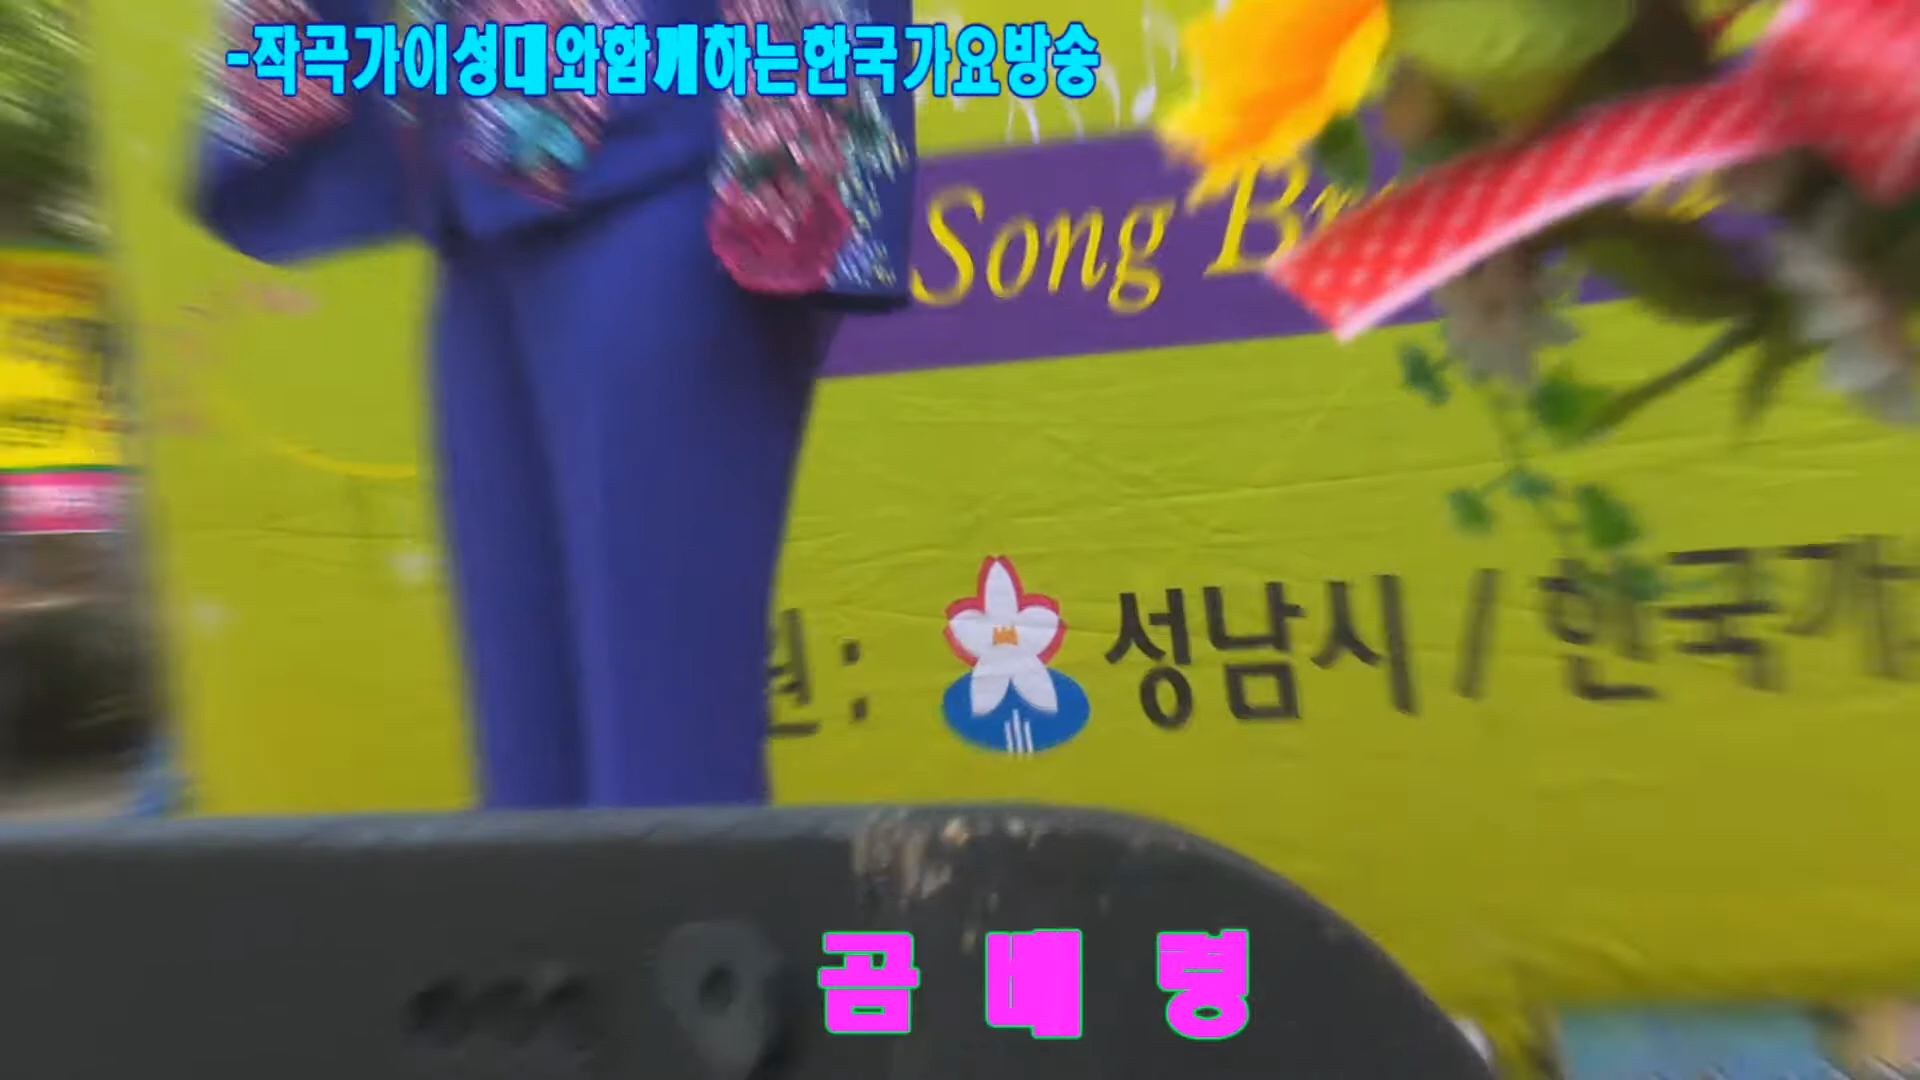 -작곡가이성대와함께하는한국가요방송
Song
: 성남시 / 한국가
곰배령